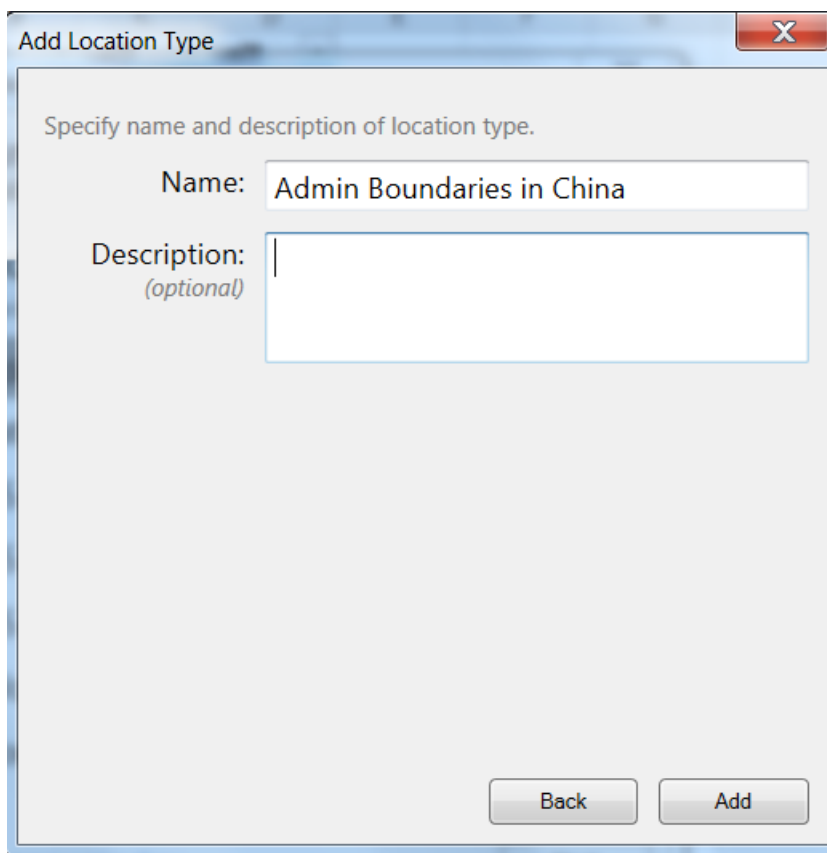 Add Location Type
Specify name and description of location type.
Name: Admin Boundaries in China
Description:
(optional)
Back Add